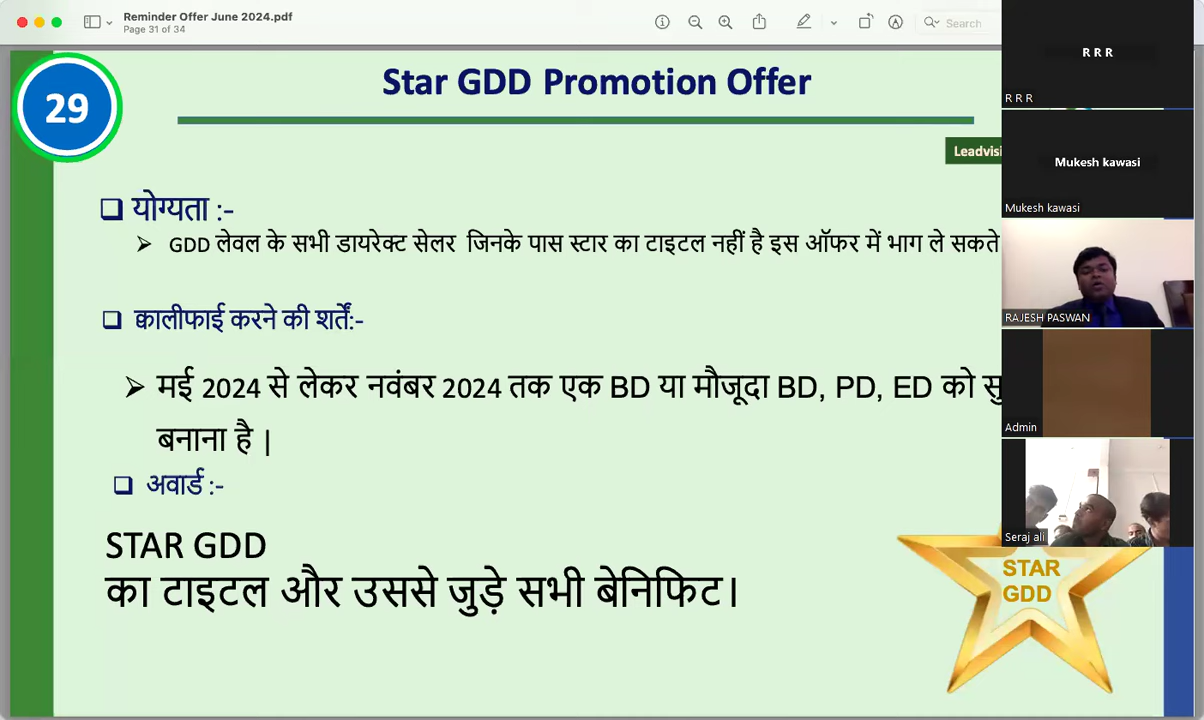 Reminder Offer June 2024.pdf
Page 31 of 34
Search
29
Star GDD Promotion Offer
योग्यता :-
GDD लेवल के सभी डायरेक्ट सेलर जिनके पास स्टार का टाइटल नहीं है इस ऑफर में भाग ले सकते
क्वालीफाई करने की शर्तें:-
मई 2024 से लेकर नवंबर 2024 तक एक BD या मौजूदा BD, PD, ED को
बनाना है |
अवार्ड :-
STAR GDD
का टाइटल और उससे जुड़े सभी बेनिफिट।
STAR
GDD
R R R
R R R
Mukesh kawasi
Mukesh kawasi
RAJESH PASWAN
Admin
Seraj ali